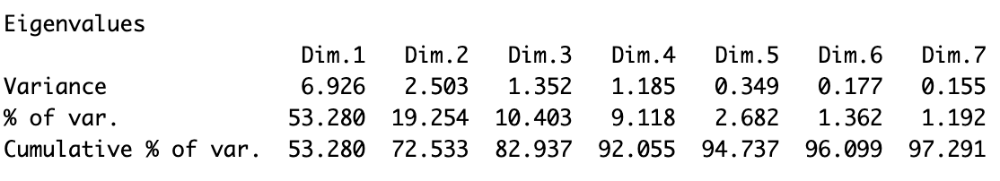 Eigenvalues
Dim.1 Dim.2 Dim.3 Dim.4 Dim.5 Dim.6 Dim.7
Variance 6.926 2.503 1.352 1.185 0.349 0.177 0.155
% of var. 53.280 19.254 10.403 9.118 2.682 1.362 1.192
Cumulative % of var. 53.280 72.533 82.937 92.055 94.737 96.099 97.291